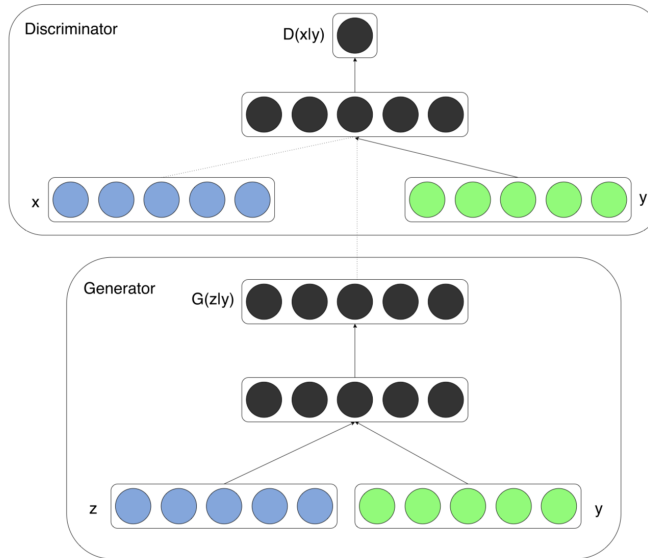 Discriminator
D(x|y)
x
y
Generator
G(z|y)
z
y